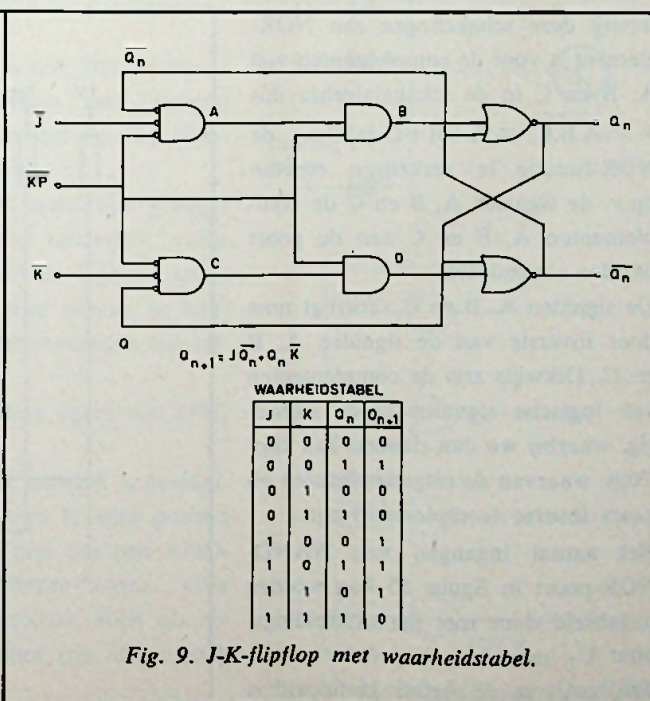 Q̅n̅
A
B
J̅
Qn
K̅P̅
C
D
K̅
Q̅n̅
Q
Qn+1 = JQ̅n̅ + QnK̅
WAARHEIDSTABEL
J K Qn Qn+1
0 0 0 0
0 0 1 1
0 1 0 0
0 1 1 0
1 0 0 1
1 0 1 1
1 1 0 1
1 1 1 0
Fig. 9. J-K-flipflop met waarheidstabel.